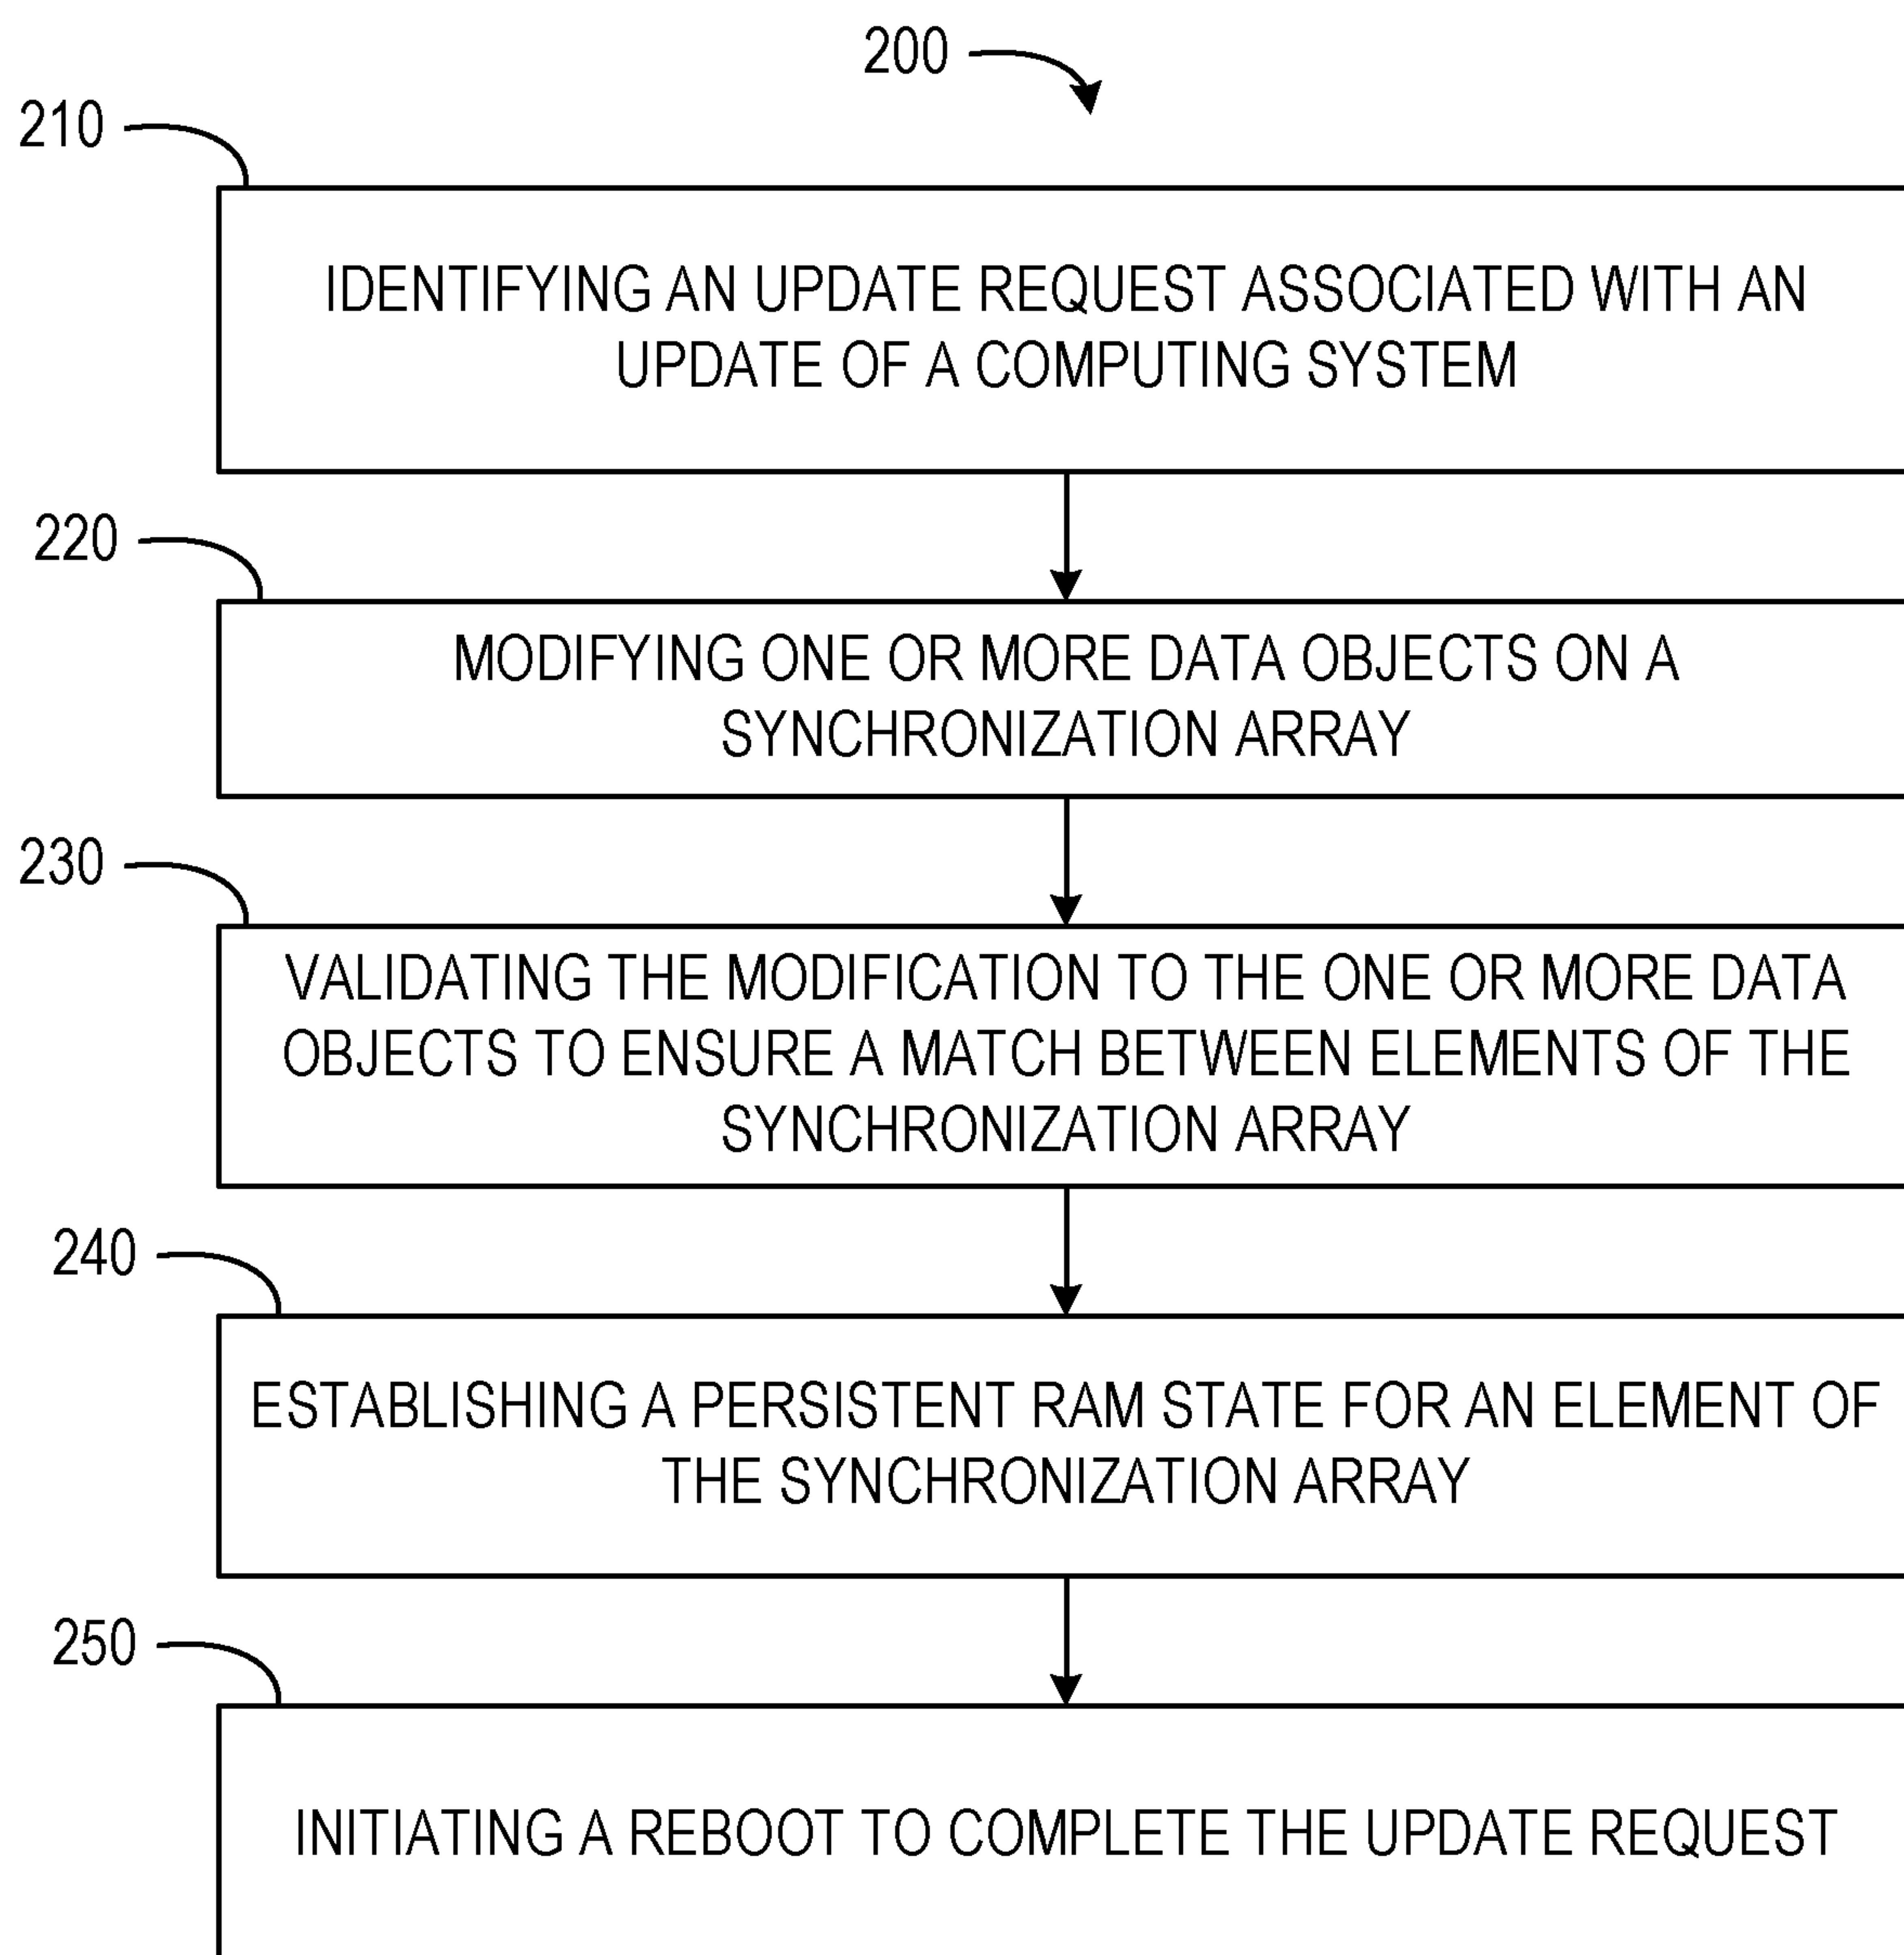 200
210
IDENTIFYING AN UPDATE REQUEST ASSOCIATED WITH AN
UPDATE OF A COMPUTING SYSTEM
220
MODIFYING ONE OR MORE DATA OBJECTS ON A
SYNCHRONIZATION ARRAY
230
VALIDATING THE MODIFICATION TO THE ONE OR MORE DATA
OBJECTS TO ENSURE A MATCH BETWEEN ELEMENTS OF THE
SYNCHRONIZATION ARRAY
240
ESTABLISHING A PERSISTENT RAM STATE FOR AN ELEMENT OF
THE SYNCHRONIZATION ARRAY
250
INITIATING A REBOOT TO COMPLETE THE UPDATE REQUEST